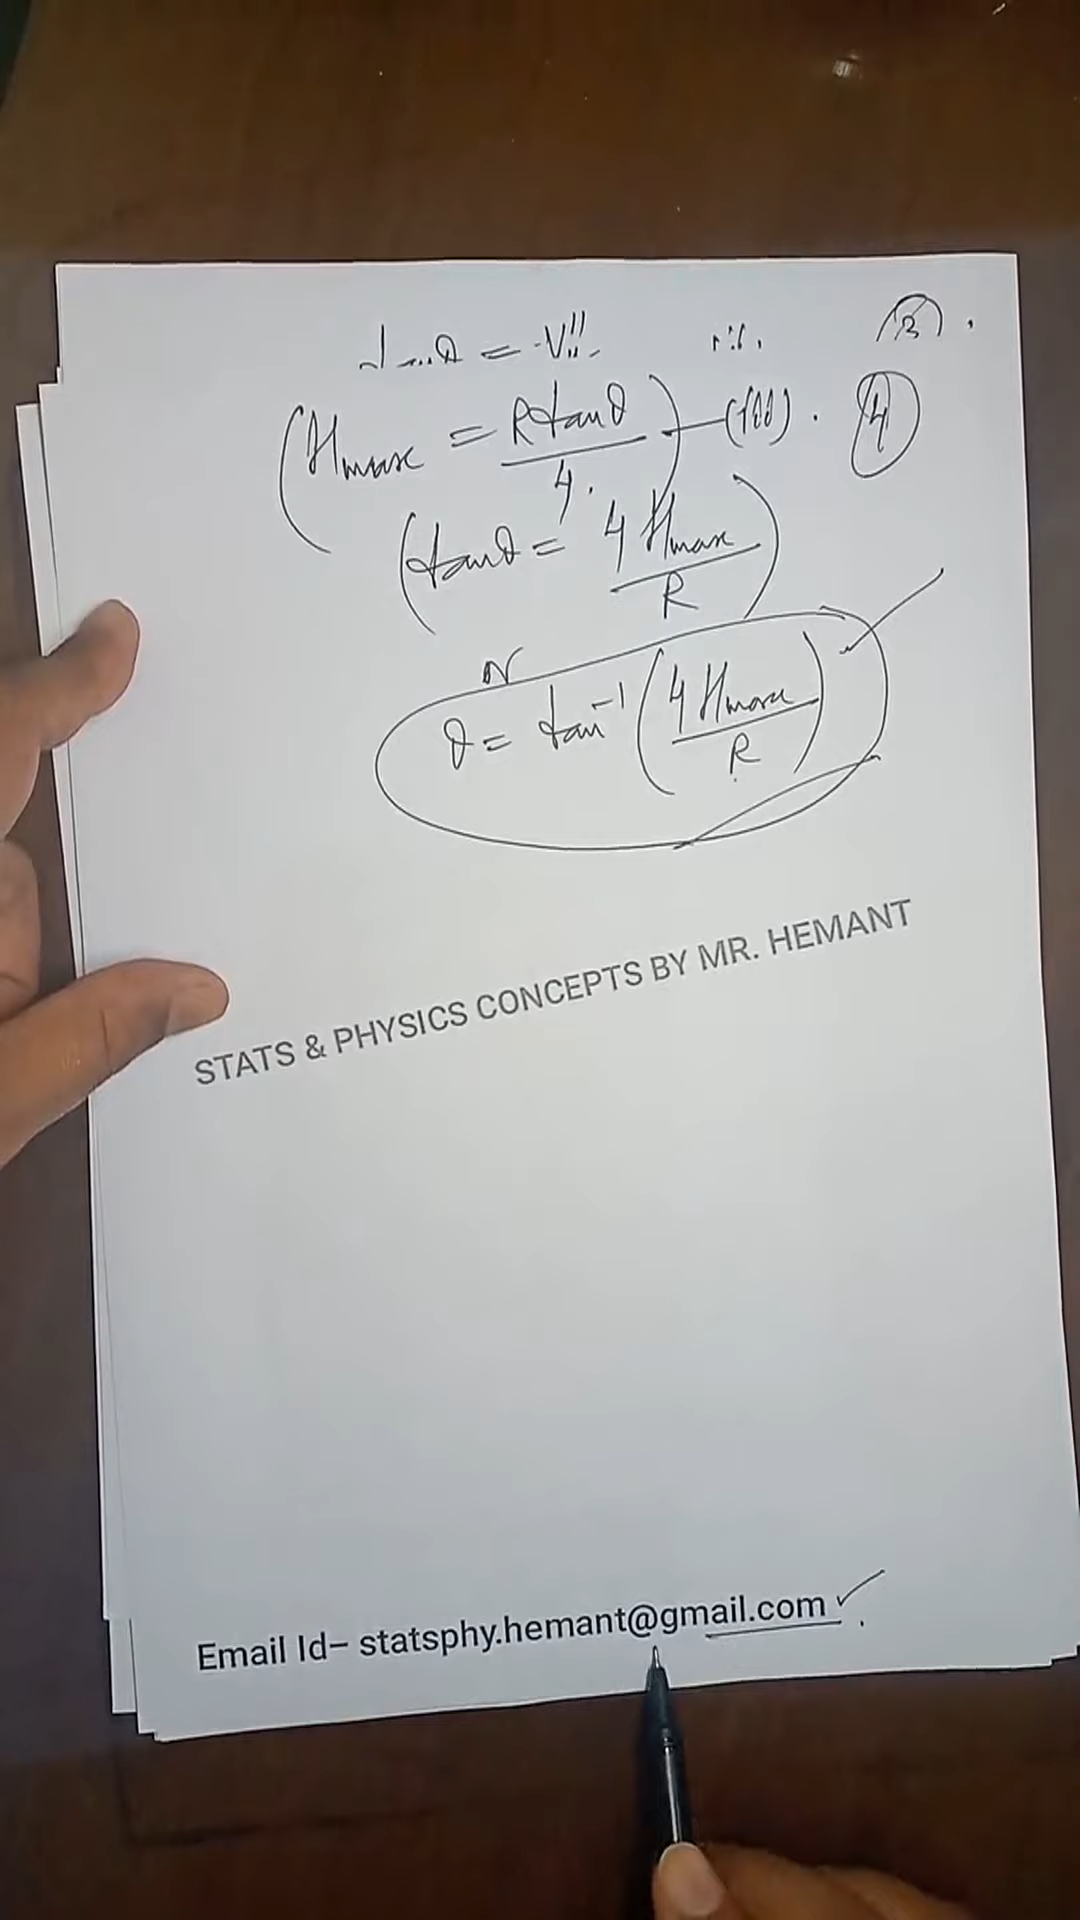 3 .
(Hmax = R tanθ / 4.) — (iii) . 4
(tanθ = 4 Hmax / R)
θ = tan⁻¹ (4 Hmax / R)
STATS & PHYSICS CONCEPTS BY MR. HEMANT
Email Id– statsphy.hemant@gmail.com